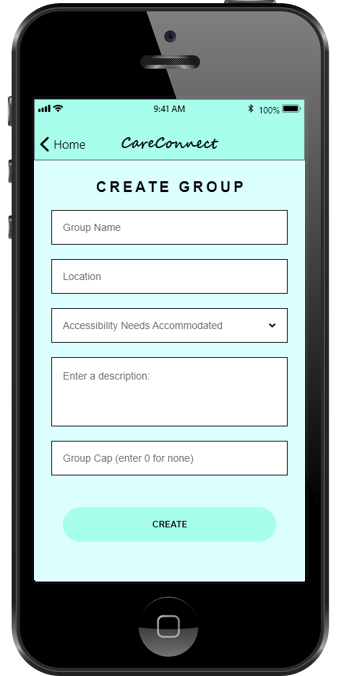 9:41 AM 100%
Home CareConnect
CREATE GROUP
Group Name
Location
Accessibility Needs Accommodated
Enter a description:
Group Cap (enter 0 for none)
CREATE